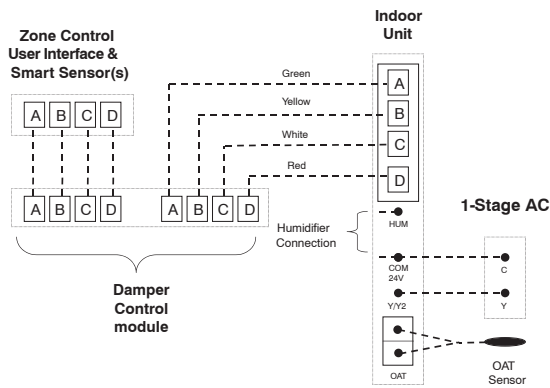 Indoor
Unit
Zone Control
User Interface &
Smart Sensor(s)
A B C D
Green
A
Yellow
B
White
C
Red
D
A B C D
A B C D
Humidifier
Connection
HUM
1-Stage AC
COM
24V
C
Y/Y2
Y
Damper
Control
module
OAT
OAT
Sensor